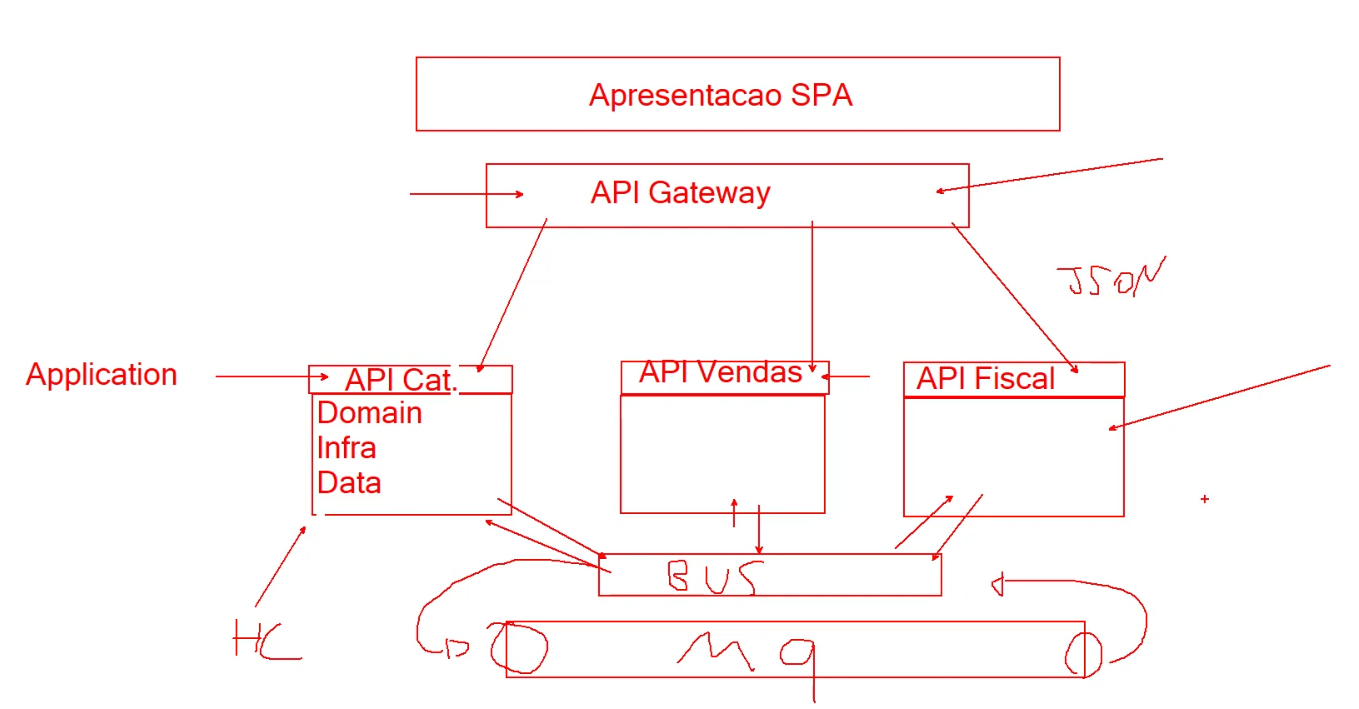 Apresentacao SPA
API Gateway
JSON
Application
API Cat.
API Vendas
API Fiscal
Domain
Infra
Data
BUS
HC
Mq